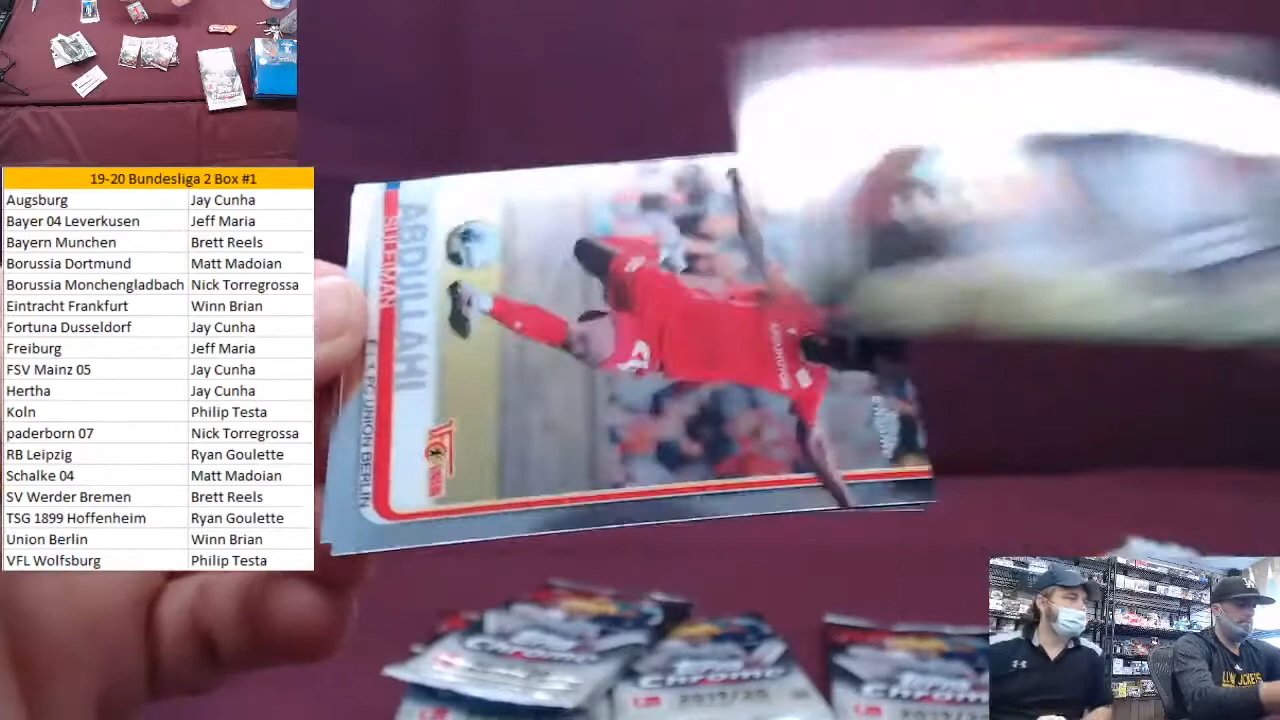 19-20 Bundesliga 2 Box #1
Augsburg Jay Cunha
Bayer 04 Leverkusen Jeff Maria
Bayern Munchen Brett Reels
Borussia Dortmund Matt Madoian
Borussia Monchengladbach Nick Torregrossa
Eintracht Frankfurt Winn Brian
Fortuna Dusseldorf Jay Cunha
Freiburg Jeff Maria
FSV Mainz 05 Jay Cunha
Hertha Jay Cunha
Koln Philip Testa
paderborn 07 Nick Torregrossa
RB Leipzig Ryan Goulette
Schalke 04 Matt Madoian
SV Werder Bremen Brett Reels
TSG 1899 Hoffenheim Ryan Goulette
Union Berlin Winn Brian
VFL Wolfsburg Philip Testa
SULEIMAN
ABDULLAHI
1. FC UNION BERLIN
Chrome
2019/20